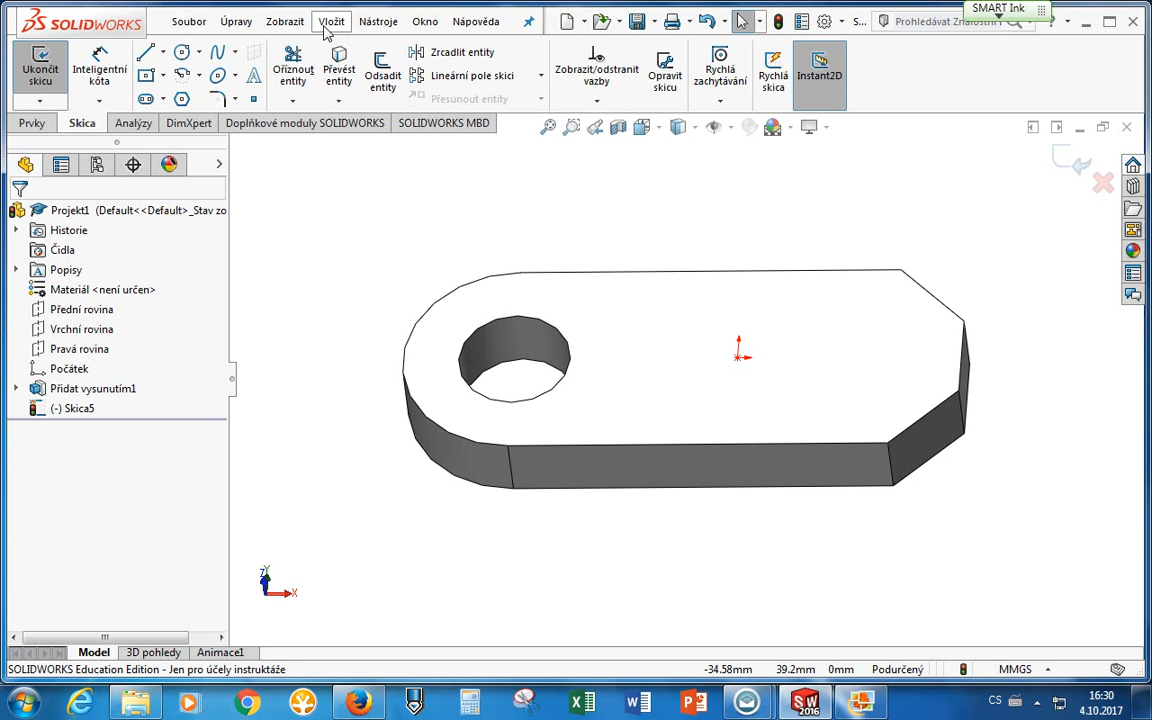 SOLIDWORKS
Soubor
Úpravy
Zobrazit
Vložit
Nástroje
Okno
Nápověda
S...
Prohledávat Znalostní
SMART Ink
Ukončit skicu
Inteligentní kóta
Oříznout entity
Převést entity
Odsadit entity
Zrcadlit entity
Lineární pole skici
Přesunout entity
Zobrazit/odstranit vazby
Opravit skicu
Rychlá zachytávání
Rychlá skica
Instant2D
Prvky
Skica
Analýzy
DimXpert
Doplňkové moduly SOLIDWORKS
SOLIDWORKS MBD
Projekt1 (Default<<Default>_Stav zo
Historie
Čidla
Popisy
Materiál <není určen>
Přední rovina
Vrchní rovina
Pravá rovina
Počátek
Přidat vysunutím1
(-) Skica5
Y
Z
X
Model
3D pohledy
Animace1
SOLIDWORKS Education Edition - Jen pro účely instruktáže
-34.58mm
39.2mm
0mm
Podurčený
MMGS
CS
16:30
4.10.2017
SW
2016